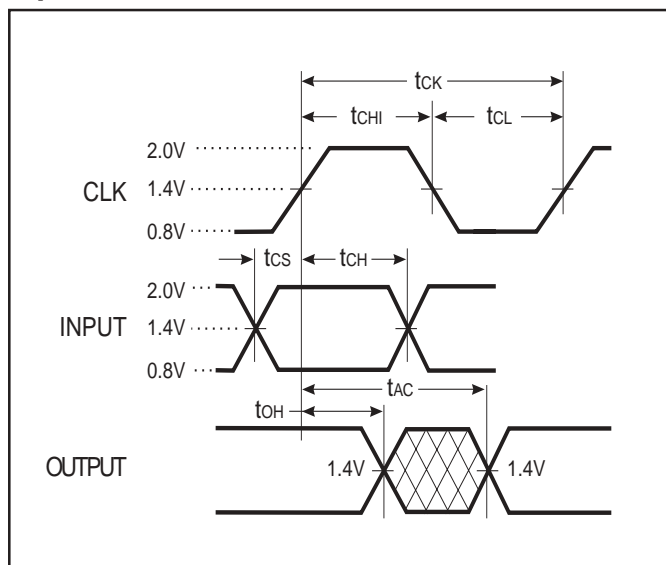 tCK
tCHI tCL
2.0V
CLK 1.4V
0.8V
tCS tCH
2.0V
INPUT 1.4V
0.8V
tAC
tOH
OUTPUT 1.4V 1.4V